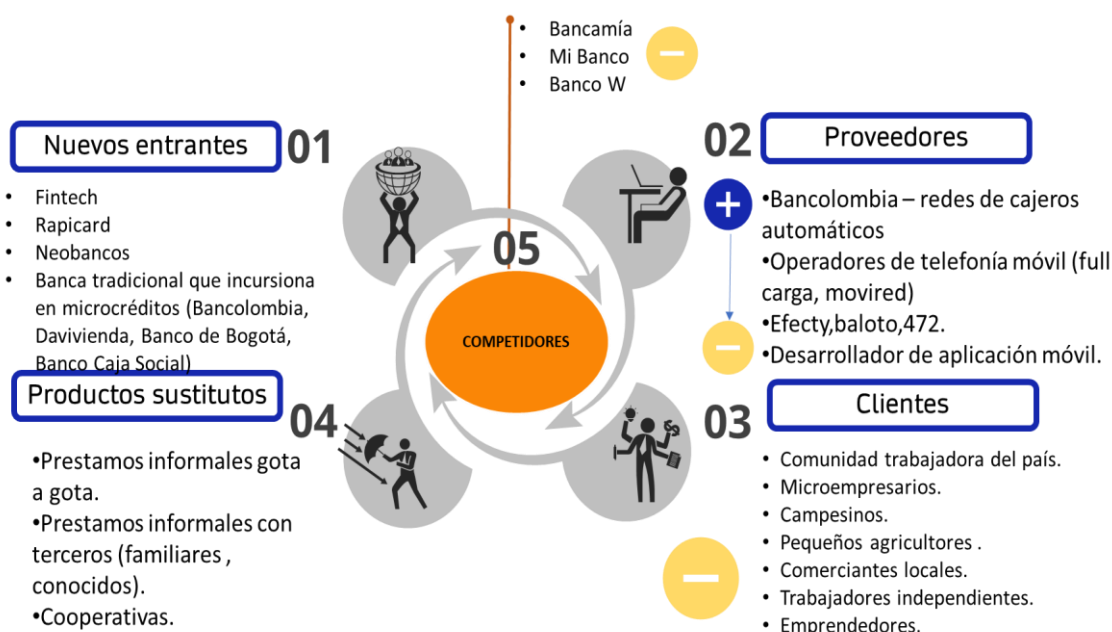 • Bancamía
• Mi Banco
• Banco W
Nuevos entrantes
01
• Fintech
• Rapicard
• Neobancos
• Banca tradicional que incursiona
en microcréditos (Bancolombia,
Davivienda, Banco de Bogotá,
Banco Caja Social)
02
Proveedores
•Bancolombia – redes de cajeros
automáticos
•Operadores de telefonía móvil (full
carga, movired)
•Efecty,baloto,472.
•Desarrollador de aplicación móvil.
05
COMPETIDORES
Productos sustitutos
04
•Prestamos informales gota
a gota.
•Prestamos informales con
terceros (familiares ,
conocidos).
•Cooperativas.
03
Clientes
• Comunidad trabajadora del país.
• Microempresarios.
• Campesinos.
• Pequeños agricultores .
• Comerciantes locales.
• Trabajadores independientes.
• Emprendedores.